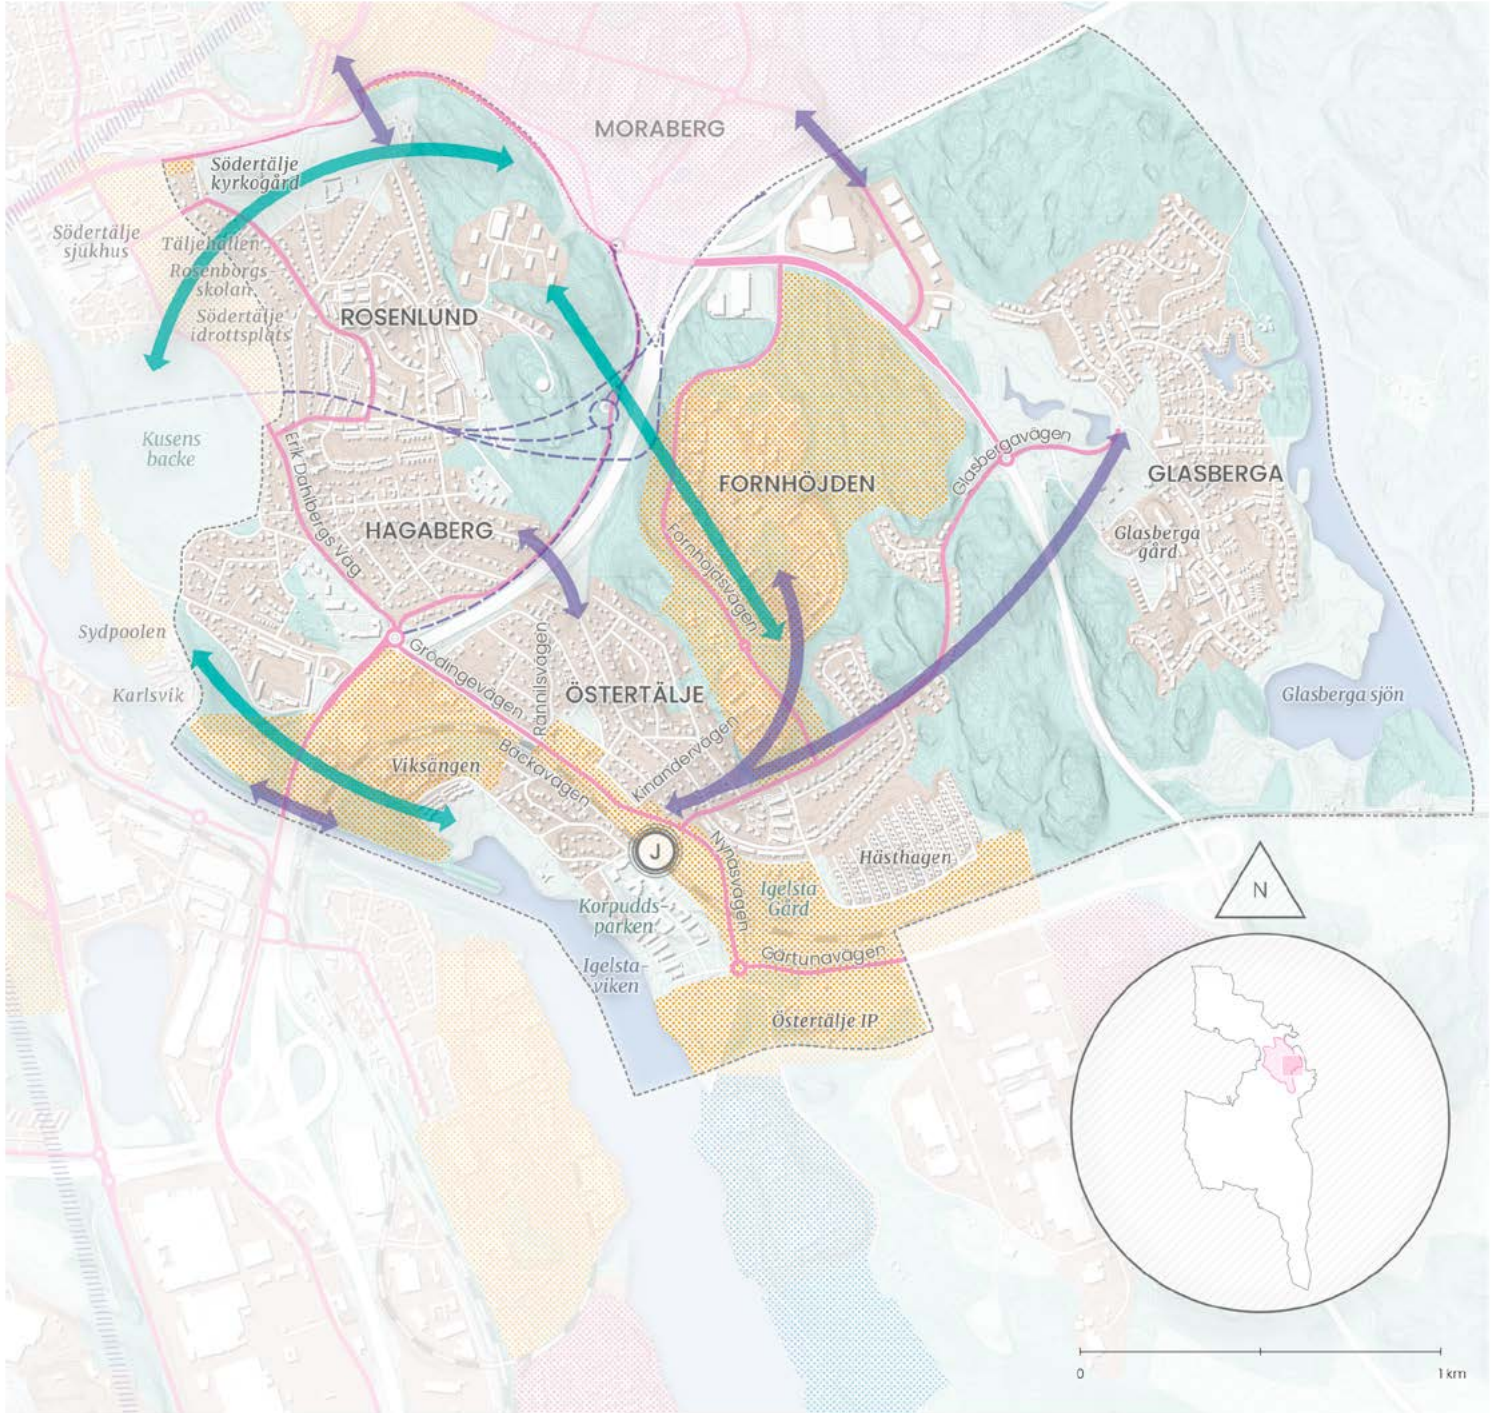 MORABERG
Södertälje
kyrkogård
Södertälje
sjukhus
Täljehallen
Rosenborgs-
skolan
Södertälje
idrottsplats
ROSENLUND
Kusens
backe
Erik Dahlbergs Väg
HAGABERG
FORNHÖJDEN
Fornhöjdsvägen
Glasbergavägen
GLASBERGA
Glasberga
gård
Sydpoolen
Karlsvik
Grödingevägen
Rännilsvägen
ÖSTERTÄLJE
Glasberga sjön
Viksängen
Backavägen
Kinandervägen
J
Nynäsvägen
Hästhagen
Igelsta
Gård
Korpudds-
parken
Gärtunavägen
Igelsta-
viken
Östertälje IP
N
0
1 km